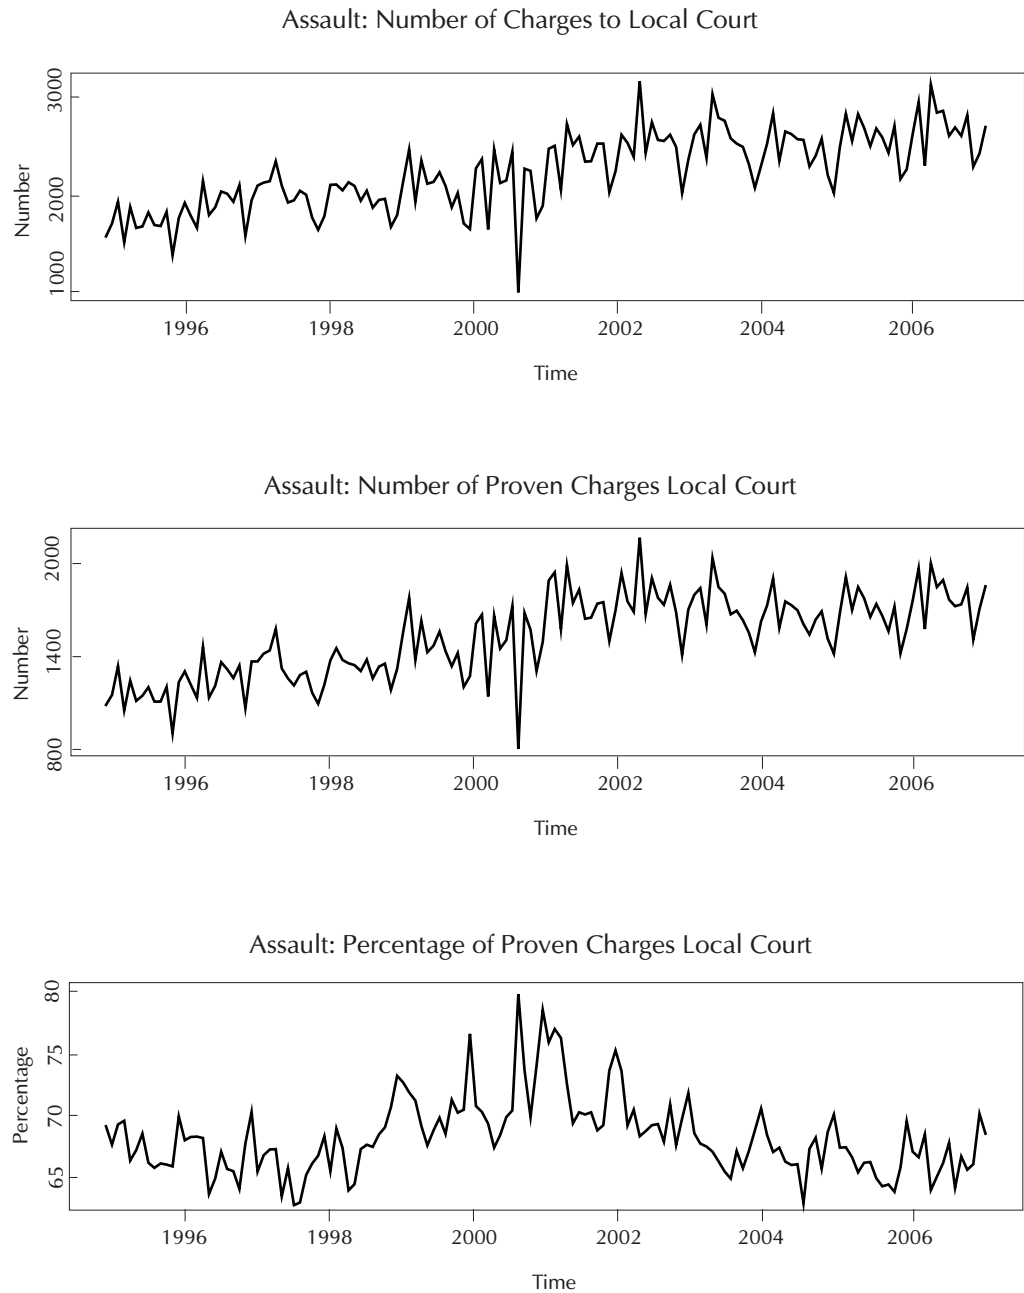 Assault: Number of Charges to Local Court
3000
2000
1000
Number
1996 1998 2000 2002 2004 2006
Time
Assault: Number of Proven Charges Local Court
2000
1400
800
Number
1996 1998 2000 2002 2004 2006
Time
Assault: Percentage of Proven Charges Local Court
80
75
70
65
Percentage
1996 1998 2000 2002 2004 2006
Time